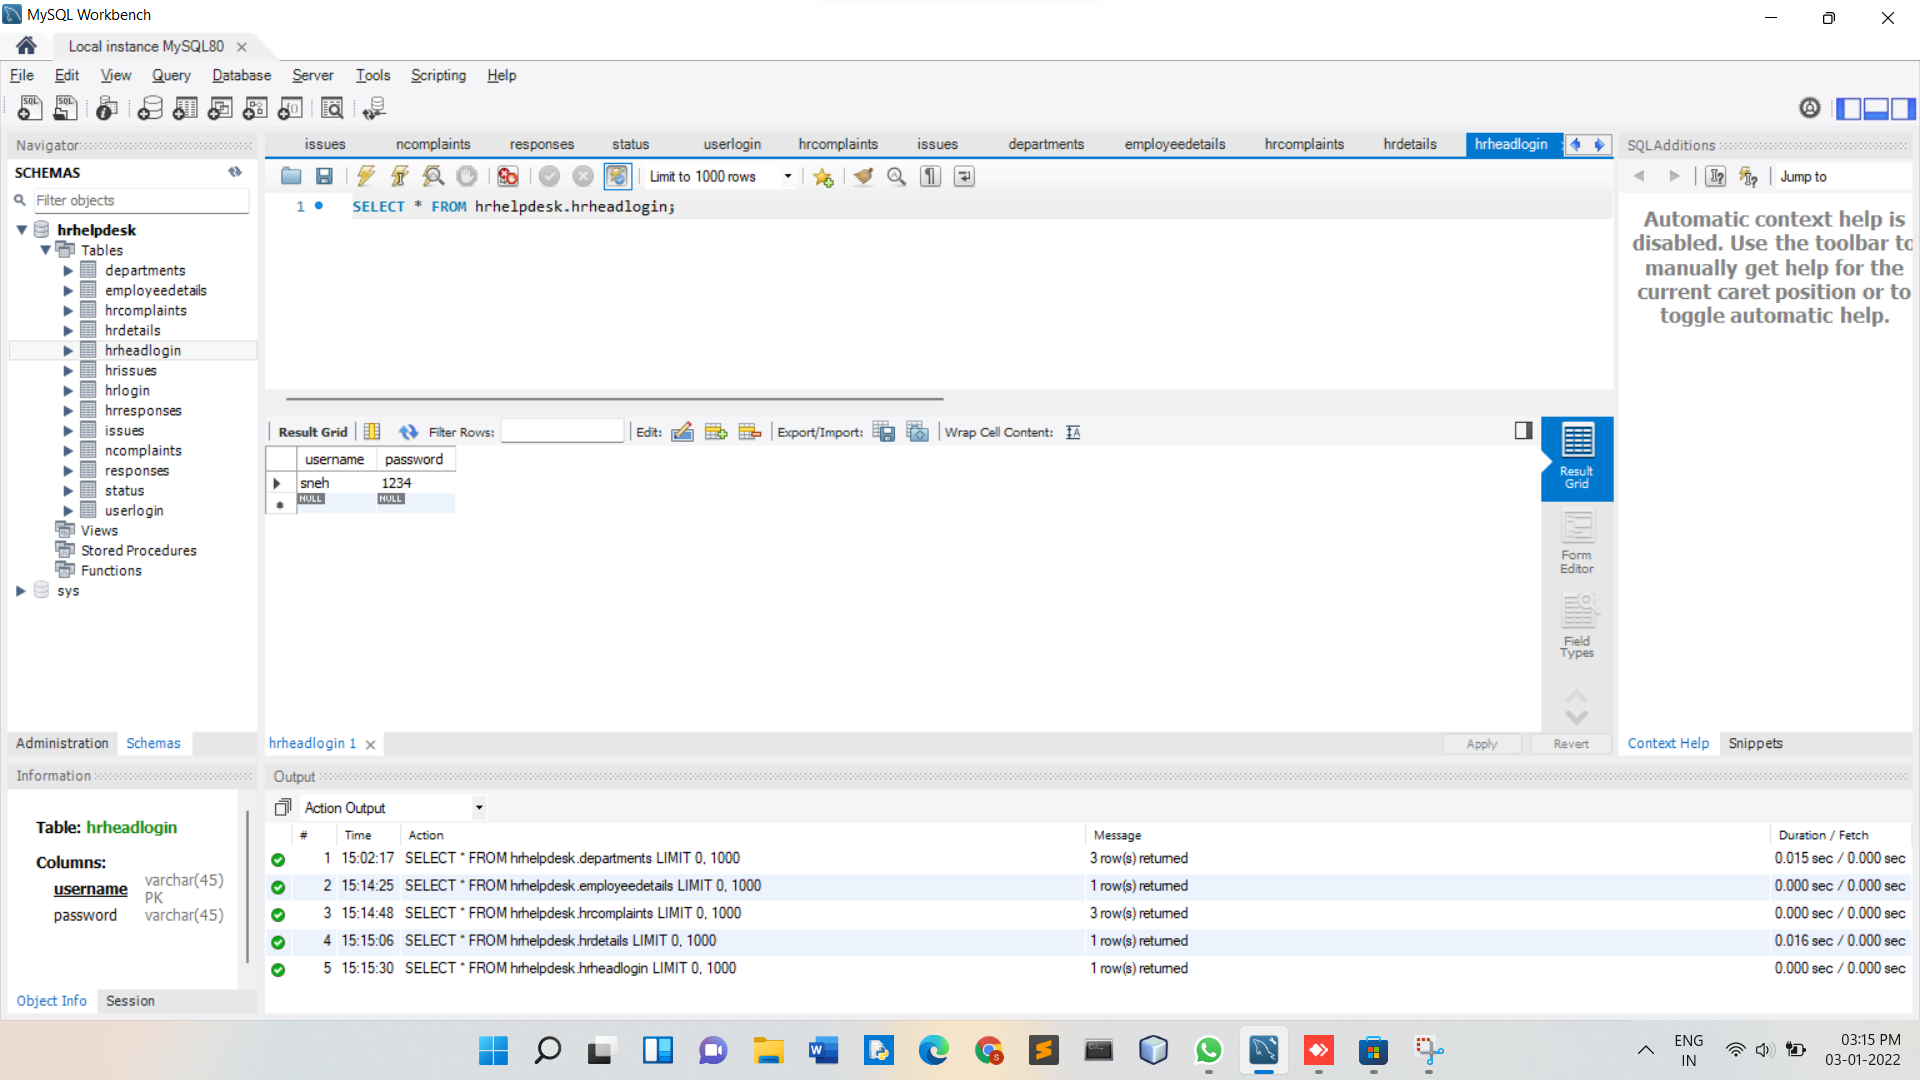 MySQL Workbench
Local instance MySQL80
File Edit View Query Database Server Tools Scripting Help
Navigator
SCHEMAS
Filter objects
hrhelpdesk
Tables
departments
employeedetails
hrcomplaints
hrdetails
hrheadlogin
hrissues
hrlogin
hrresponses
issues
ncomplaints
responses
status
userlogin
Views
Stored Procedures
Functions
sys
Administration Schemas
issues ncomplaints responses status userlogin hrcomplaints issues departments employeedetails hrcomplaints hrdetails hrheadlogin
Limit to 1000 rows
1 SELECT * FROM hrhelpdesk.hrheadlogin;
Result Grid Filter Rows: Edit: Export/Import: Wrap Cell Content:
username password
sneh 1234
NULL NULL
Result
Grid
Form
Editor
Field
Types
hrheadlogin 1
Apply Revert
SQLAdditions
Jump to
Automatic context help is
disabled. Use the toolbar to
manually get help for the
current caret position or to
toggle automatic help.
Context Help Snippets
Information
Table: hrheadlogin
Columns:
username varchar(45)
PK
password varchar(45)
Object Info Session
Output
Action Output
# Time Action Message Duration / Fetch
1 15:02:17 SELECT * FROM hrhelpdesk.departments LIMIT 0, 1000 3 row(s) returned 0.015 sec / 0.000 sec
2 15:14:25 SELECT * FROM hrhelpdesk.employeedetails LIMIT 0, 1000 1 row(s) returned 0.000 sec / 0.000 sec
3 15:14:48 SELECT * FROM hrhelpdesk.hrcomplaints LIMIT 0, 1000 3 row(s) returned 0.000 sec / 0.000 sec
4 15:15:06 SELECT * FROM hrhelpdesk.hrdetails LIMIT 0, 1000 1 row(s) returned 0.016 sec / 0.000 sec
5 15:15:30 SELECT * FROM hrhelpdesk.hrheadlogin LIMIT 0, 1000 1 row(s) returned 0.000 sec / 0.000 sec
ENG
IN
03:15 PM
03-01-2022